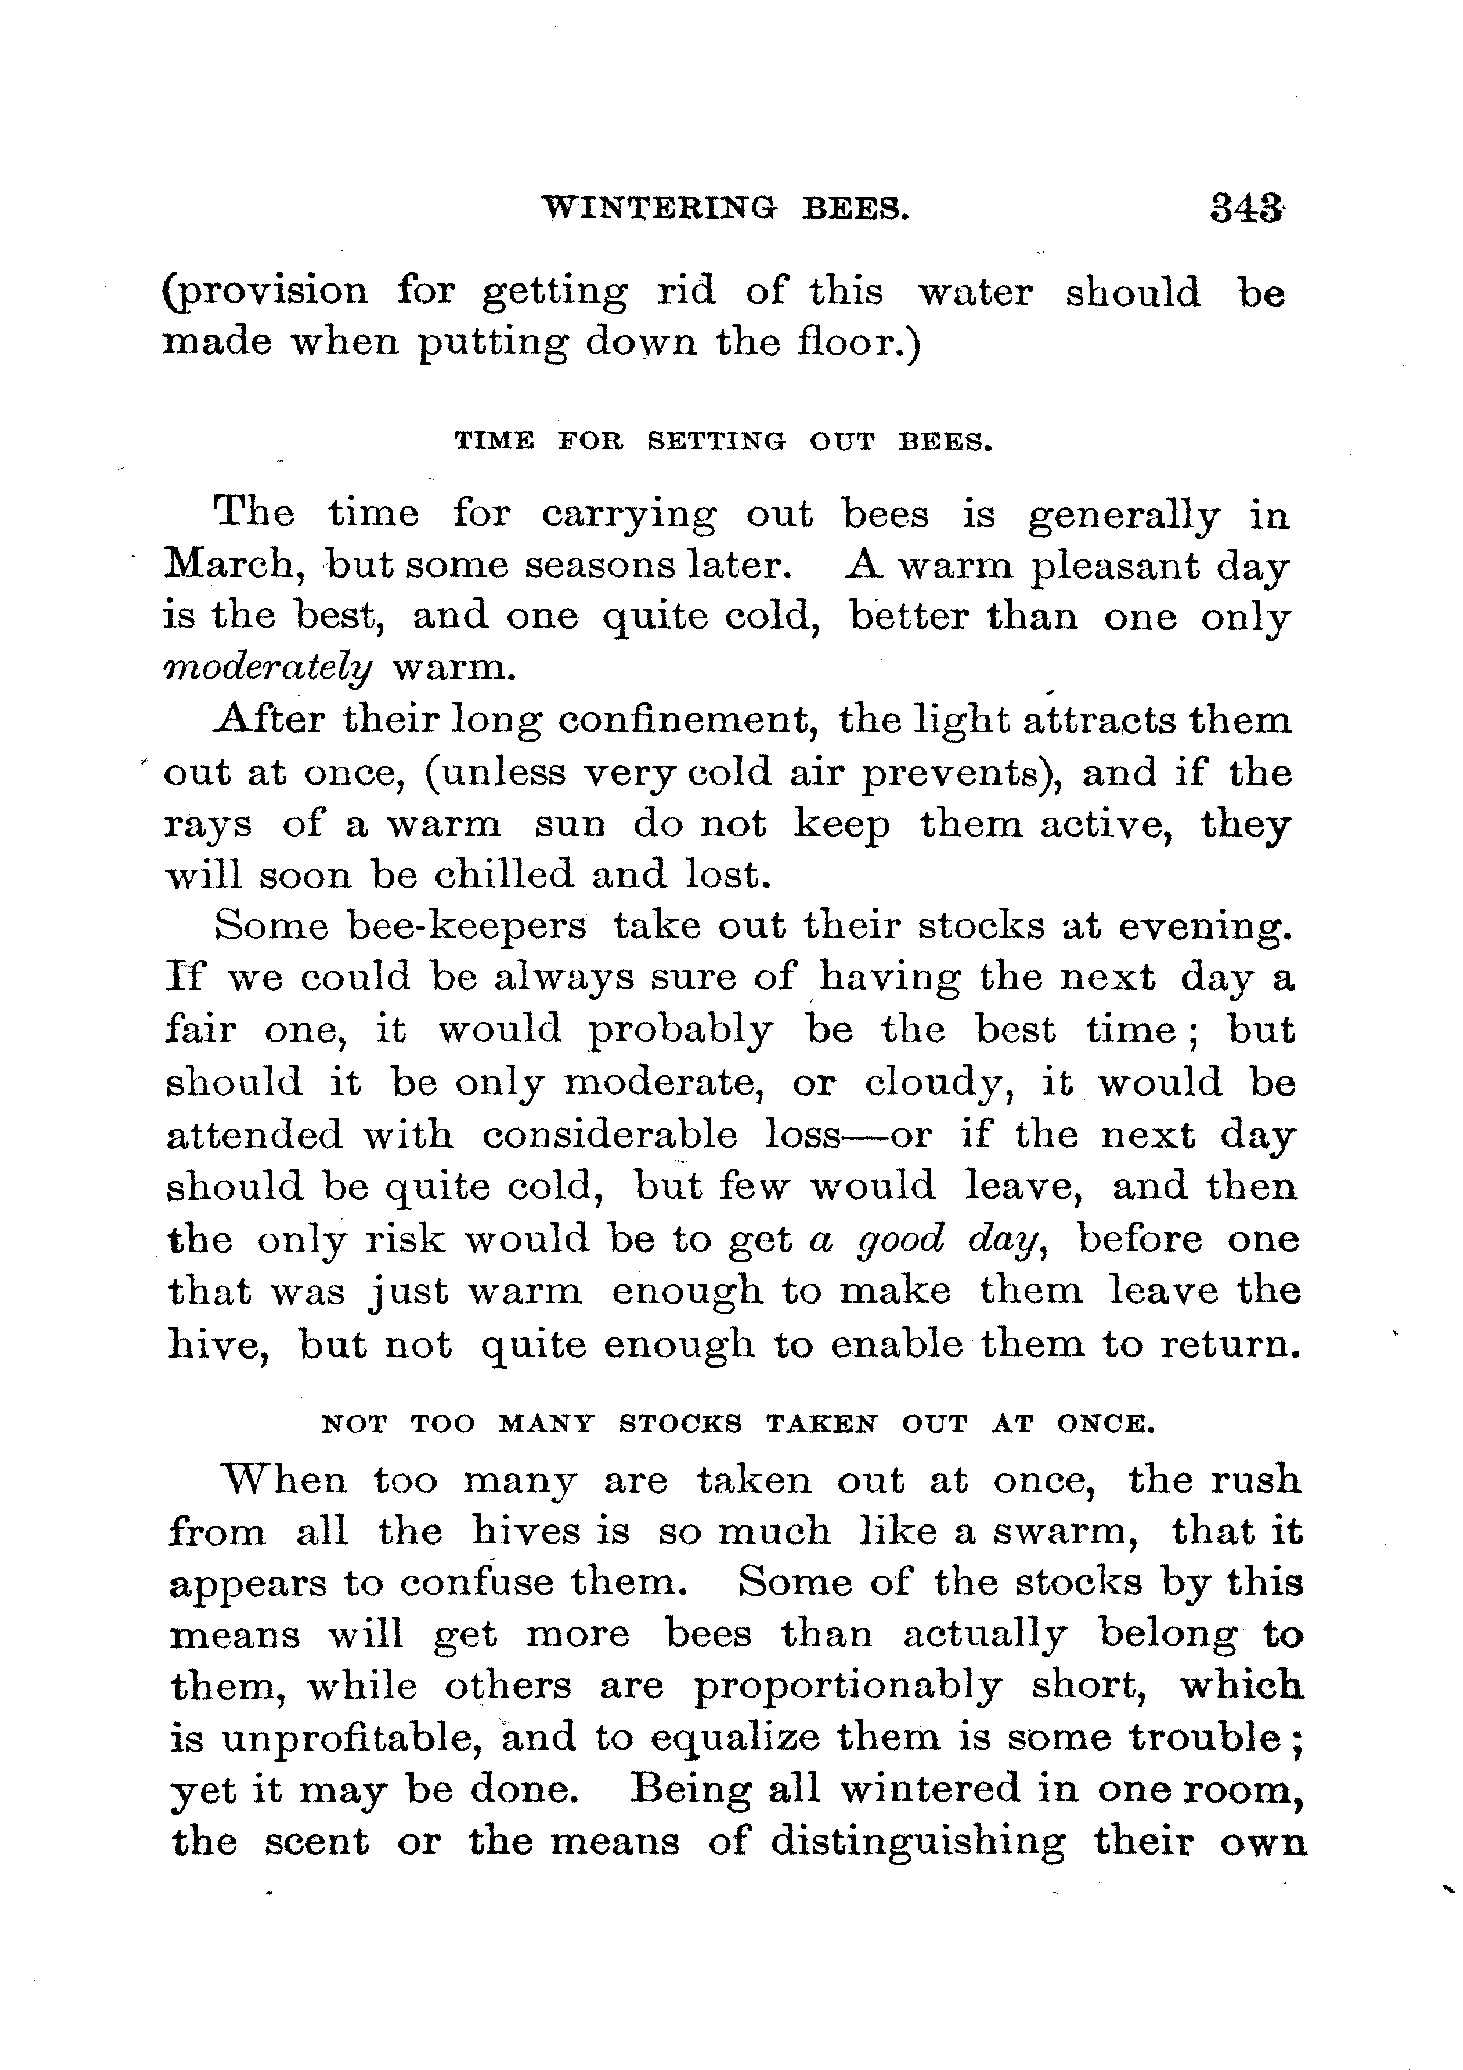 WINTERING BEES. 343
(provision for getting rid of this water should be
made when putting down the floor.)
TIME FOR SETTING OUT BEES.
The time for carrying out bees is generally in
March, but some seasons later. A warm pleasant day
is the best, and one quite cold, better than one only
moderately warm.
After their long confinement, the light attracts them
out at once, (unless very cold air prevents), and if the
rays of a warm sun do not keep them active, they
will soon be chilled and lost.
Some bee-keepers take out their stocks at evening.
If we could be always sure of having the next day a
fair one, it would probably be the best time ; but
should it be only moderate, or cloudy, it would be
attended with considerable loss—or if the next day
should be quite cold, but few would leave, and then
the only risk would be to get a good day, before one
that was just warm enough to make them leave the
hive, but not quite enough to enable them to return.
NOT TOO MANY STOCKS TAKEN OUT AT ONCE.
When too many are taken out at once, the rush
from all the hives is so much like a swarm, that it
appears to confuse them. Some of the stocks by this
means will get more bees than actually belong to
them, while others are proportionably short, which
is unprofitable, and to equalize them is some trouble ;
yet it may be done. Being all wintered in one room,
the scent or the means of distinguishing their own